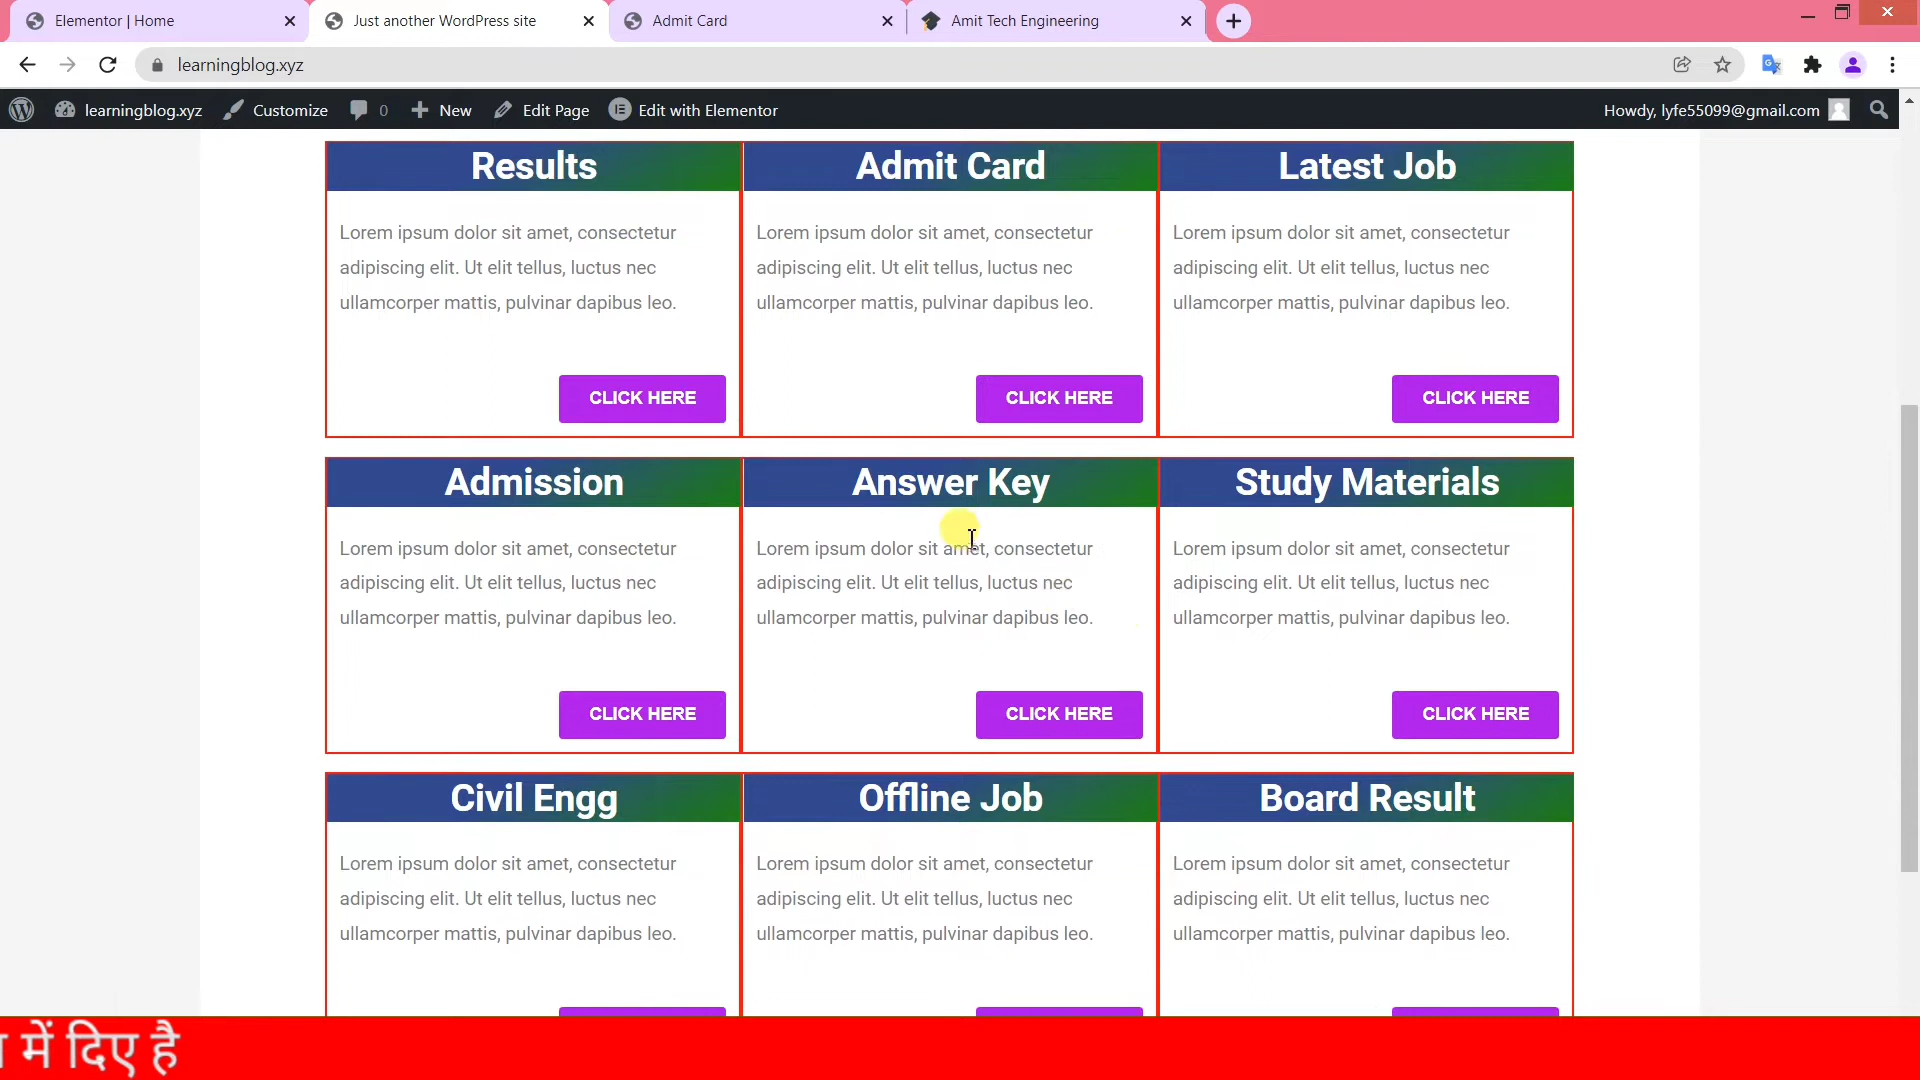 Elementor | Home
Just another WordPress site
Admit Card
Amit Tech Engineering
learningblog.xyz
learningblog.xyz
Customize
0
New
Edit Page
Edit with Elementor
Howdy, lyfe55099@gmail.com
Results
Admit Card
Latest Job
Lorem ipsum dolor sit amet, consectetur
adipiscing elit. Ut elit tellus, luctus nec
ullamcorper mattis, pulvinar dapibus leo.
Lorem ipsum dolor sit amet, consectetur
adipiscing elit. Ut elit tellus, luctus nec
ullamcorper mattis, pulvinar dapibus leo.
Lorem ipsum dolor sit amet, consectetur
adipiscing elit. Ut elit tellus, luctus nec
ullamcorper mattis, pulvinar dapibus leo.
CLICK HERE
CLICK HERE
CLICK HERE
Admission
Answer Key
Study Materials
Lorem ipsum dolor sit amet, consectetur
adipiscing elit. Ut elit tellus, luctus nec
ullamcorper mattis, pulvinar dapibus leo.
Lorem ipsum dolor sit amet, consectetur
adipiscing elit. Ut elit tellus, luctus nec
ullamcorper mattis, pulvinar dapibus leo.
Lorem ipsum dolor sit amet, consectetur
adipiscing elit. Ut elit tellus, luctus nec
ullamcorper mattis, pulvinar dapibus leo.
CLICK HERE
CLICK HERE
CLICK HERE
Civil Engg
Offline Job
Board Result
Lorem ipsum dolor sit amet, consectetur
adipiscing elit. Ut elit tellus, luctus nec
ullamcorper mattis, pulvinar dapibus leo.
Lorem ipsum dolor sit amet, consectetur
adipiscing elit. Ut elit tellus, luctus nec
ullamcorper mattis, pulvinar dapibus leo.
Lorem ipsum dolor sit amet, consectetur
adipiscing elit. Ut elit tellus, luctus nec
ullamcorper mattis, pulvinar dapibus leo.
में दिए है